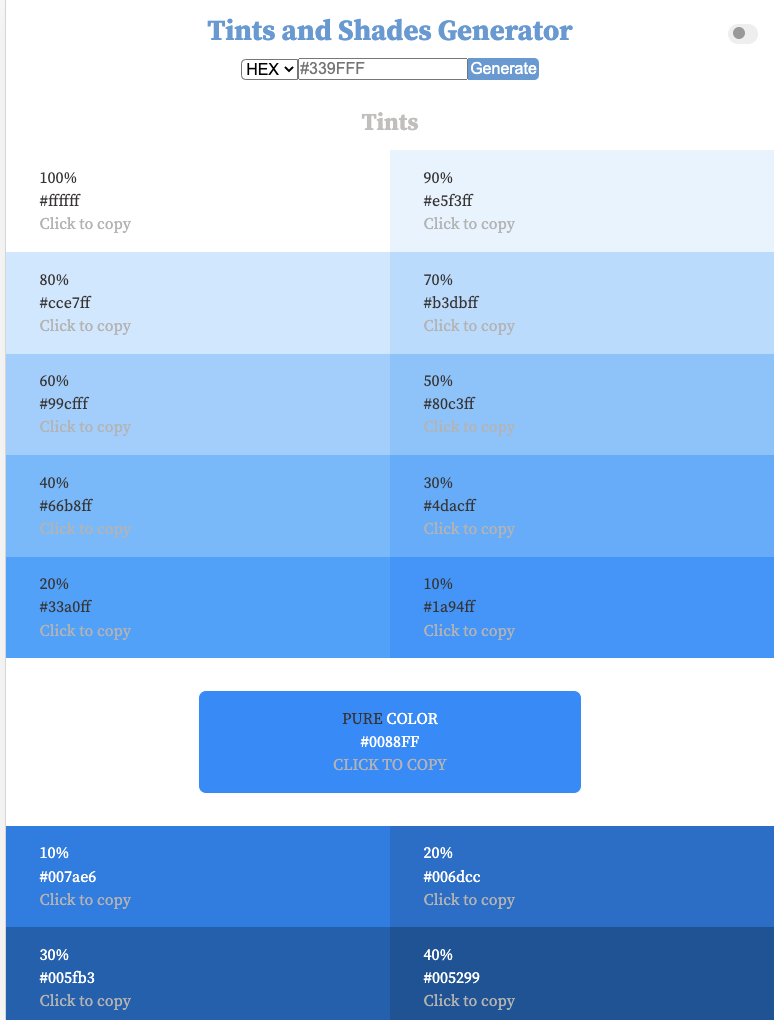 Tints and Shades Generator
HEX #339FFF Generate
Tints
100%
#ffffff
Click to copy
90%
#e5f3ff
Click to copy
80%
#cce7ff
Click to copy
70%
#b3dbff
Click to copy
60%
#99cfff
Click to copy
50%
#80c3ff
Click to copy
40%
#66b8ff
Click to copy
30%
#4dacff
Click to copy
20%
#33a0ff
Click to copy
10%
#1a94ff
Click to copy
PURE COLOR
#0088FF
CLICK TO COPY
10%
#007ae6
Click to copy
20%
#006dcc
Click to copy
30%
#005fb3
Click to copy
40%
#005299
Click to copy